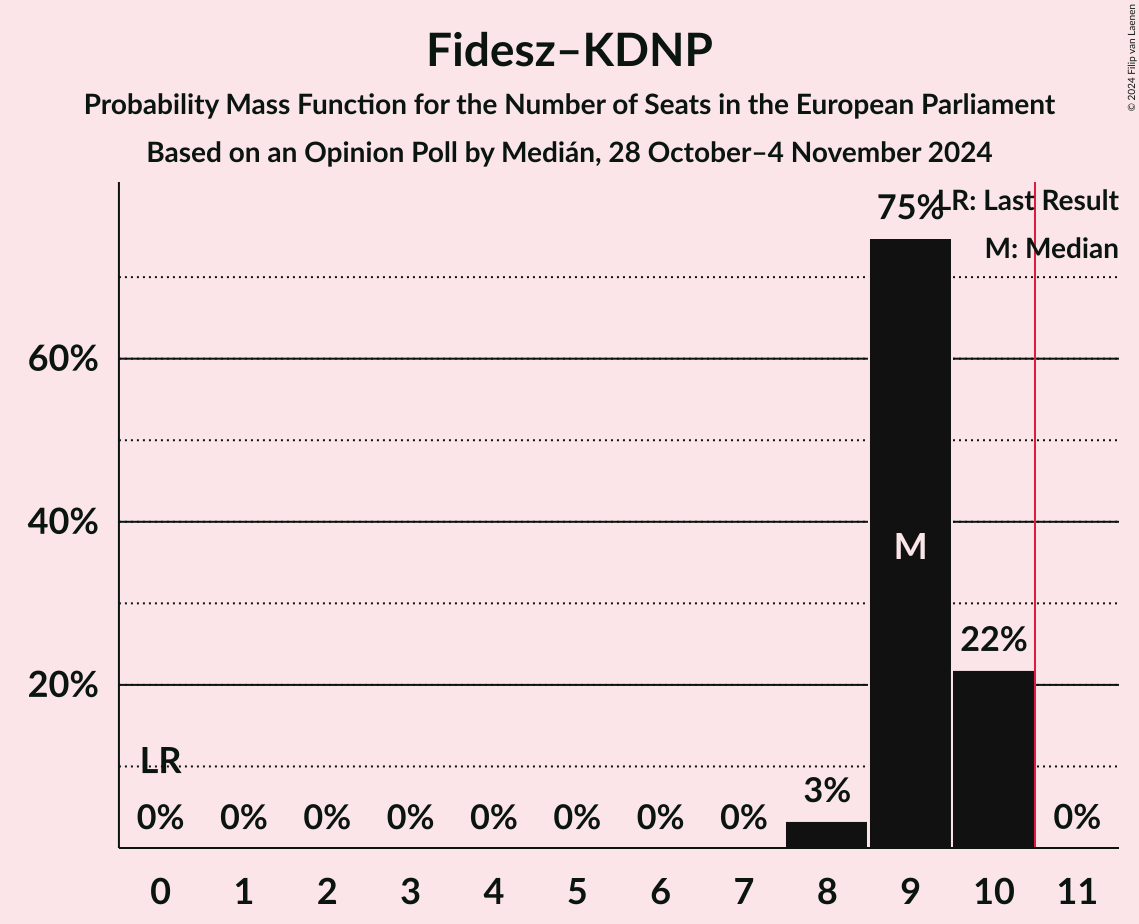 Fidesz–KDNP
Probability Mass Function for the Number of Seats in the European Parliament
Based on an Opinion Poll by Medián, 28 October–4 November 2024
© 2024 Filip van Laenen
LR: Last Result
M: Median
75%
60%
40%
M
22%
20%
LR
3%
0% 0% 0% 0% 0% 0% 0% 0% 0%
0 1 2 3 4 5 6 7 8 9 10 11